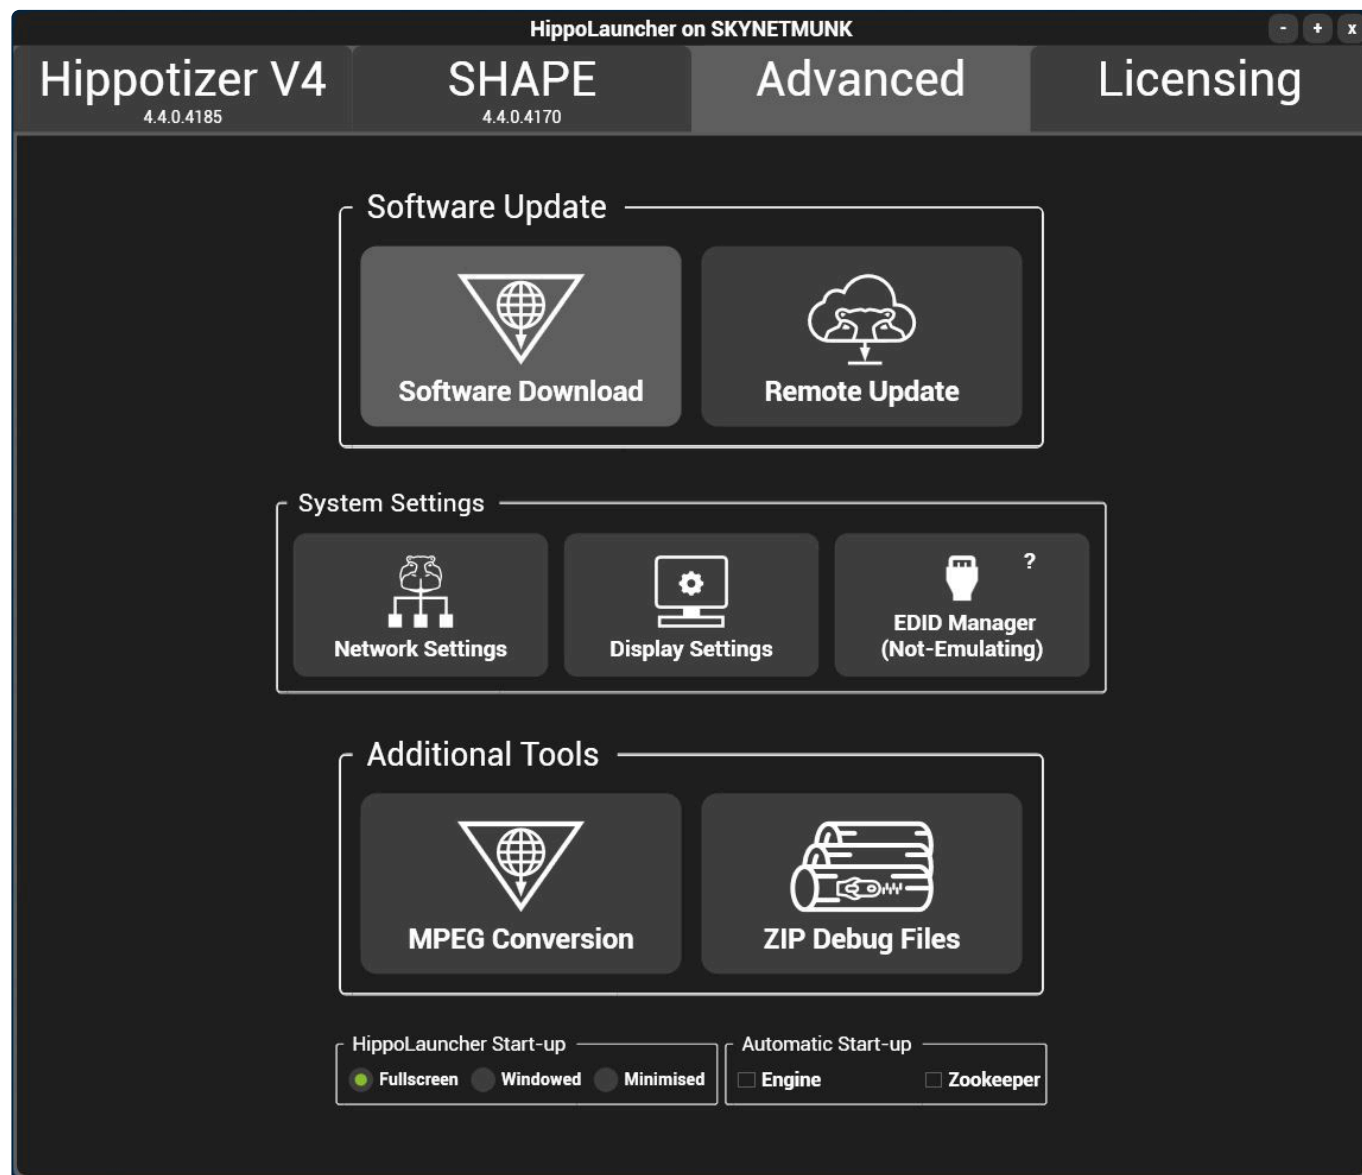 HippoLauncher on SKYNETMUNK
- + x
Hippotizer V4
4.4.0.4185
SHAPE
4.4.0.4170
Advanced
Licensing
Software Update
Software Download
Remote Update
System Settings
Network Settings
Display Settings
?
EDID Manager
(Not-Emulating)
Additional Tools
MPEG Conversion
ZIP Debug Files
HippoLauncher Start-up
Fullscreen Windowed Minimised
Automatic Start-up
Engine Zookeeper